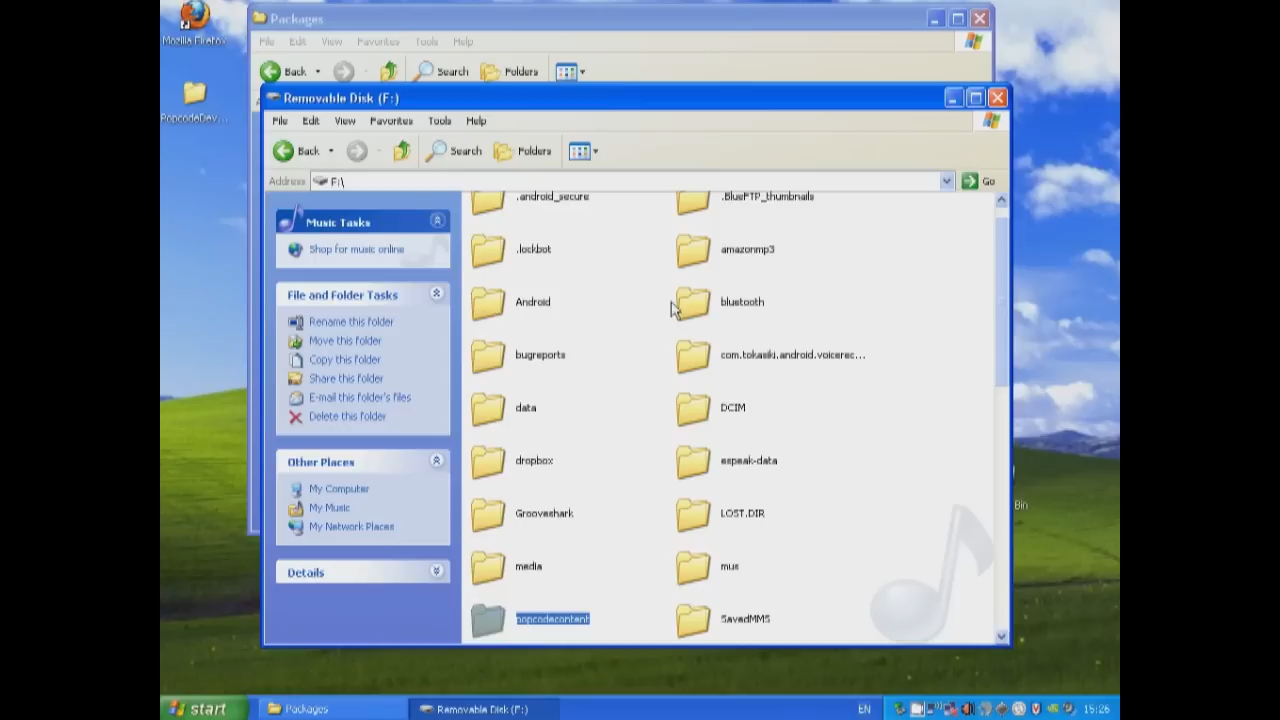 Mozilla Firefox
PopcodeDev...
Packages
File Edit View Favorites Tools Help
Back Search Folders
Removable Disk (F:)
File Edit View Favorites Tools Help
Back Search Folders
Address F:\ Go
Music Tasks
Shop for music online
File and Folder Tasks
Rename this folder
Move this folder
Copy this folder
Share this folder
E-mail this folder's files
Delete this folder
Other Places
My Computer
My Music
My Network Places
Details
.android_secure .BlueFTP_thumbnails
.lockbot amazonmp3
Android bluetooth
bugreports com.tokasiki.android.voicerec...
data DCIM
dropbox espeak-data
Grooveshark LOST.DIR
media mus
popcodecontent SavedMMS
Bin
start Packages Removable Disk (F:) EN 15:26